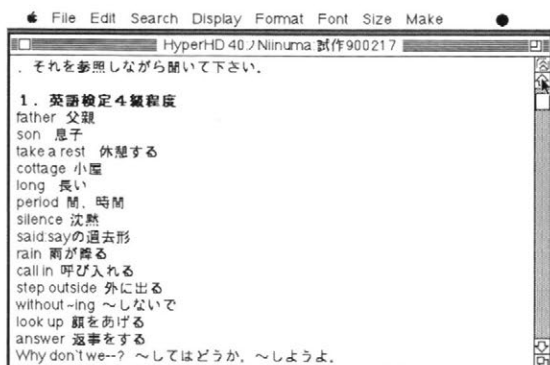 File Edit Search Display Format Font Size Make
HyperHD 40ノNiinuma 試作900217
．それを参照しながら聞いて下さい．
１．英語検定４級程度
father 父親
son 息子
take a rest 休憩する
cottage 小屋
long 長い
period 間，時間
silence 沈黙
said:sayの過去形
rain 雨が降る
call in 呼び入れる
step outside 外に出る
without ~ing ～しないで
look up 顔をあげる
answer 返事をする
Why don't we--? ～してはどうか，～しようよ．